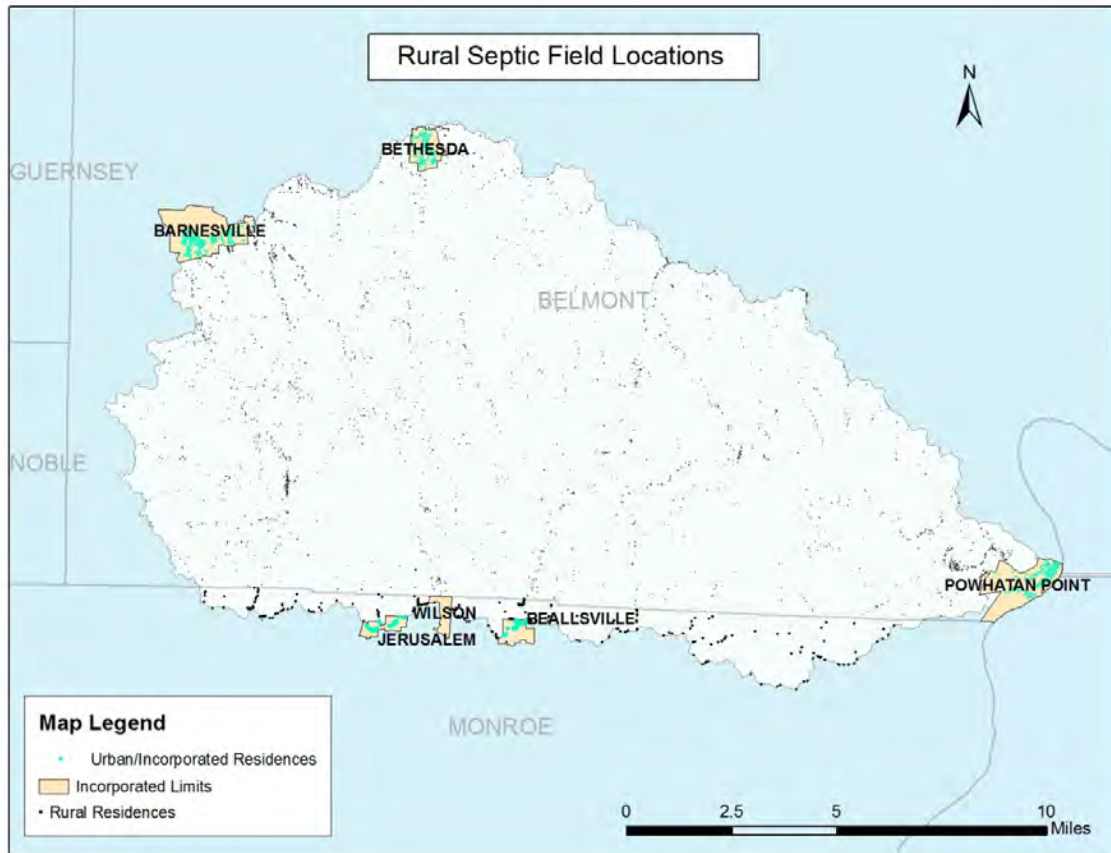 Rural Septic Field Locations
N
BETHESDA
GUERNSEY
BARNESVILLE
BELMONT
NOBLE
POWHATAN POINT
WILSON
BEALLSVILLE
JERUSALEM
MONROE
Map Legend
Urban/Incorporated Residences
Incorporated Limits
Rural Residences
0 2.5 5 10
Miles